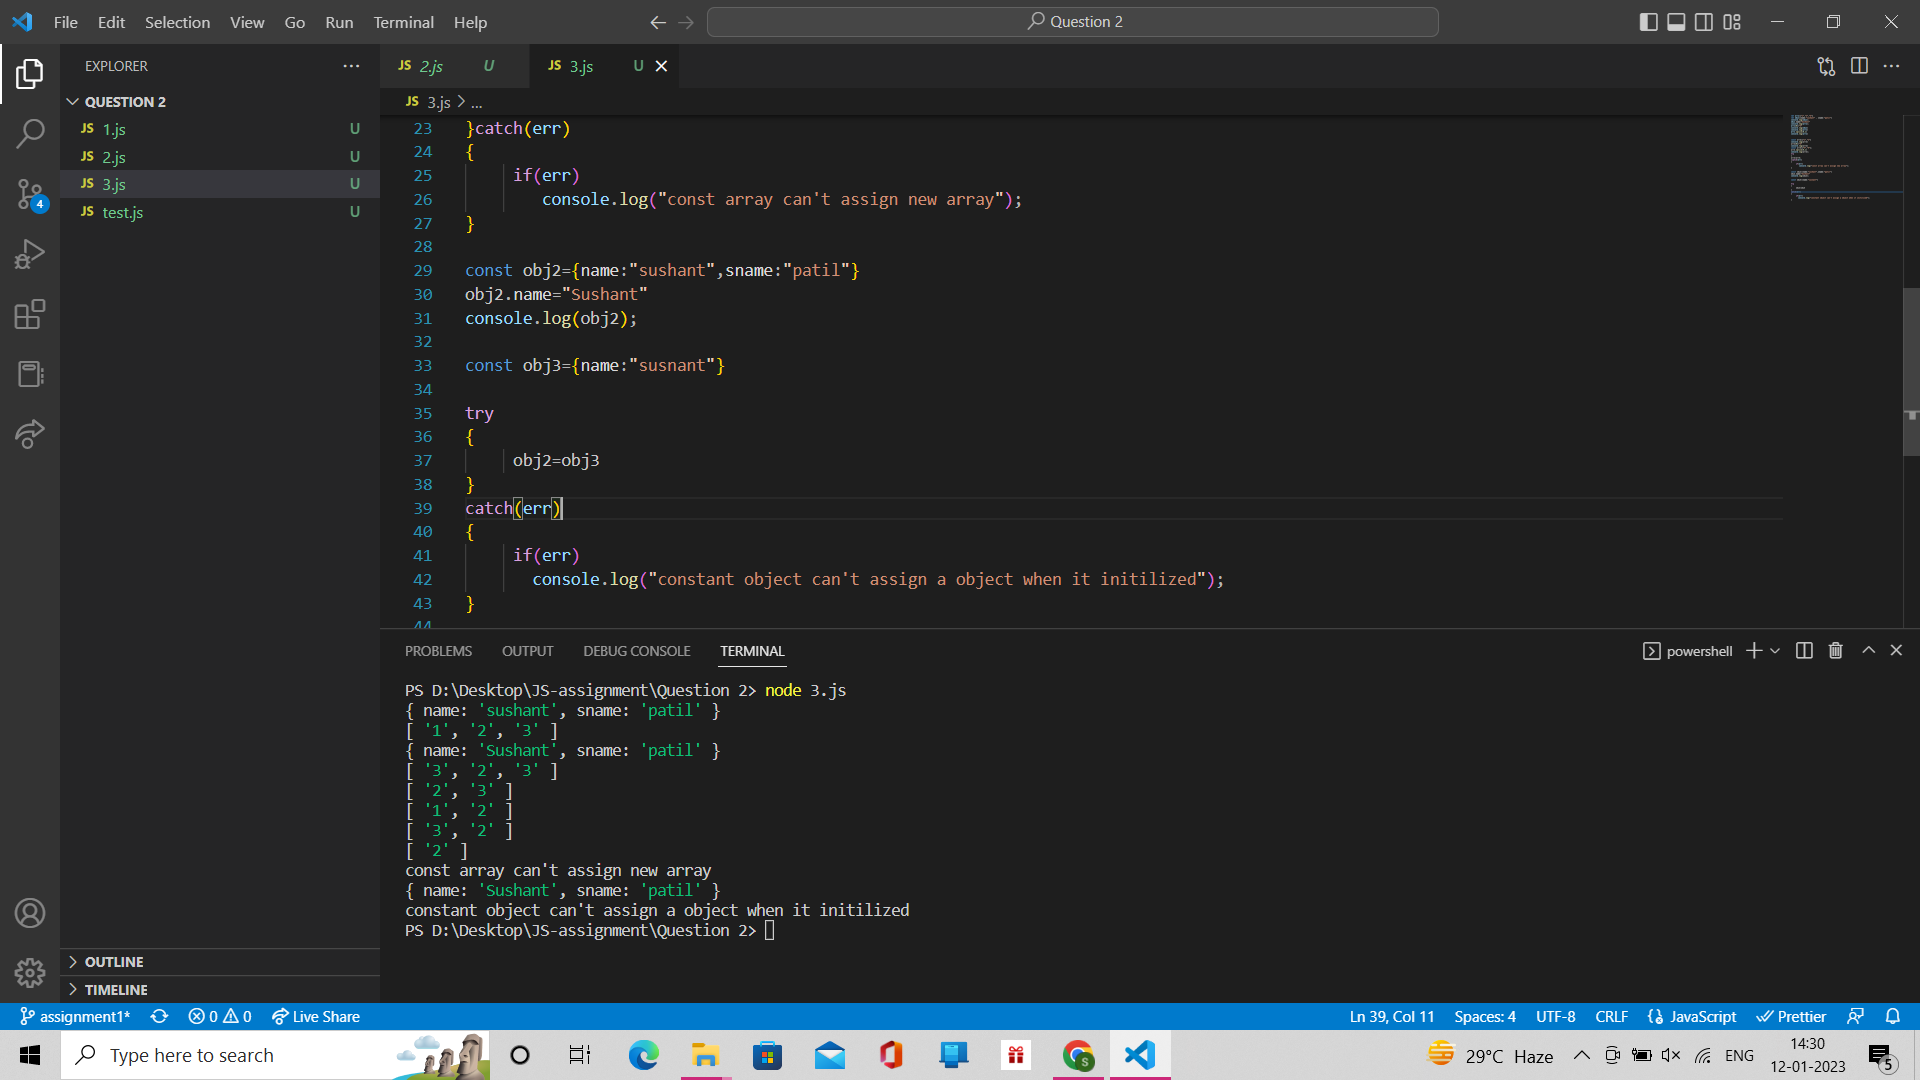 File Edit Selection View Go Run Terminal Help
Question 2
EXPLORER
QUESTION 2
JS 1.js U
JS 2.js U
JS 3.js U
JS test.js U
4
OUTLINE
TIMELINE
JS 2.js U
JS 3.js U
JS 3.js > ...
23 }catch(err)
24 {
25 if(err)
26 console.log("const array can't assign new array");
27 }
28
29 const obj2={name:"sushant",sname:"patil"}
30 obj2.name="Sushant"
31 console.log(obj2);
32
33 const obj3={name:"susnant"}
34
35 try
36 {
37 obj2=obj3
38 }
39 catch(err)
40 {
41 if(err)
42 console.log("constant object can't assign a object when it initilized");
43 }
44
PROBLEMS OUTPUT DEBUG CONSOLE TERMINAL
powershell
PS D:\Desktop\JS-assignment\Question 2> node 3.js
{ name: 'sushant', sname: 'patil' }
[ '1', '2', '3' ]
{ name: 'Sushant', sname: 'patil' }
[ '3', '2', '3' ]
[ '2', '3' ]
[ '1', '2' ]
[ '3', '2' ]
[ '2' ]
const array can't assign new array
{ name: 'Sushant', sname: 'patil' }
constant object can't assign a object when it initilized
PS D:\Desktop\JS-assignment\Question 2>
assignment1* 0 0 Live Share
Ln 39, Col 11 Spaces: 4 UTF-8 CRLF JavaScript Prettier
Type here to search
S
29°C Haze
ENG
14:30
12-01-2023
5